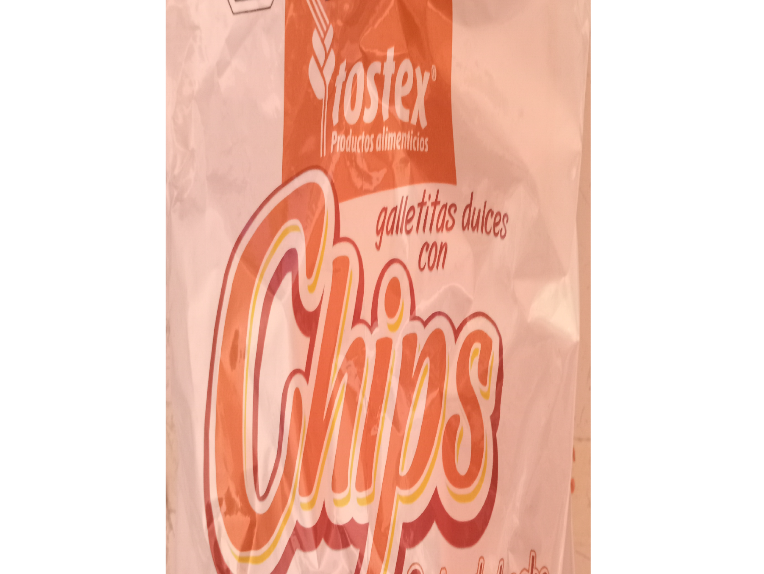 tostex®
Productos alimenticios
galletitas dulces
con
Chips